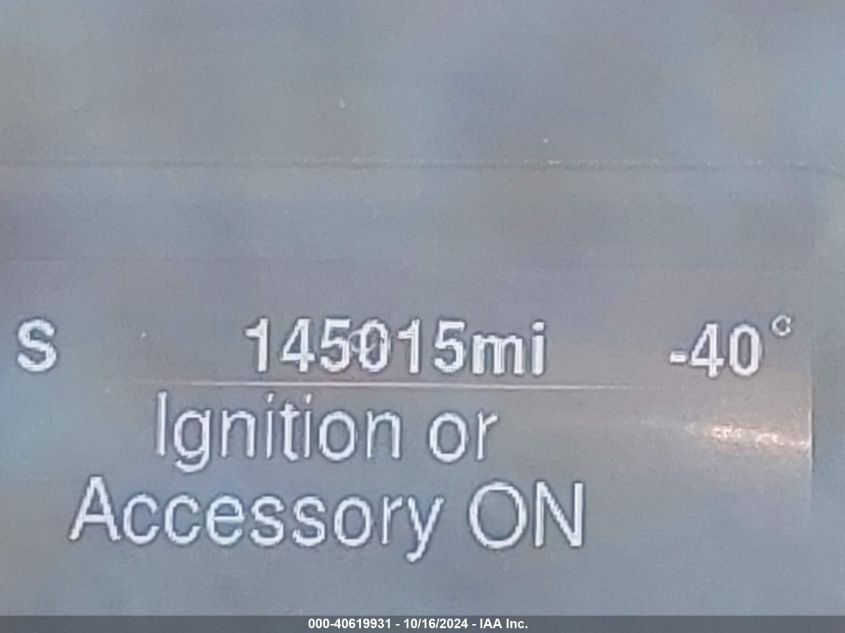 S 145015mi -40°
Ignition or
Accessory ON
000-40619931 - 10/16/2024 - IAA Inc.